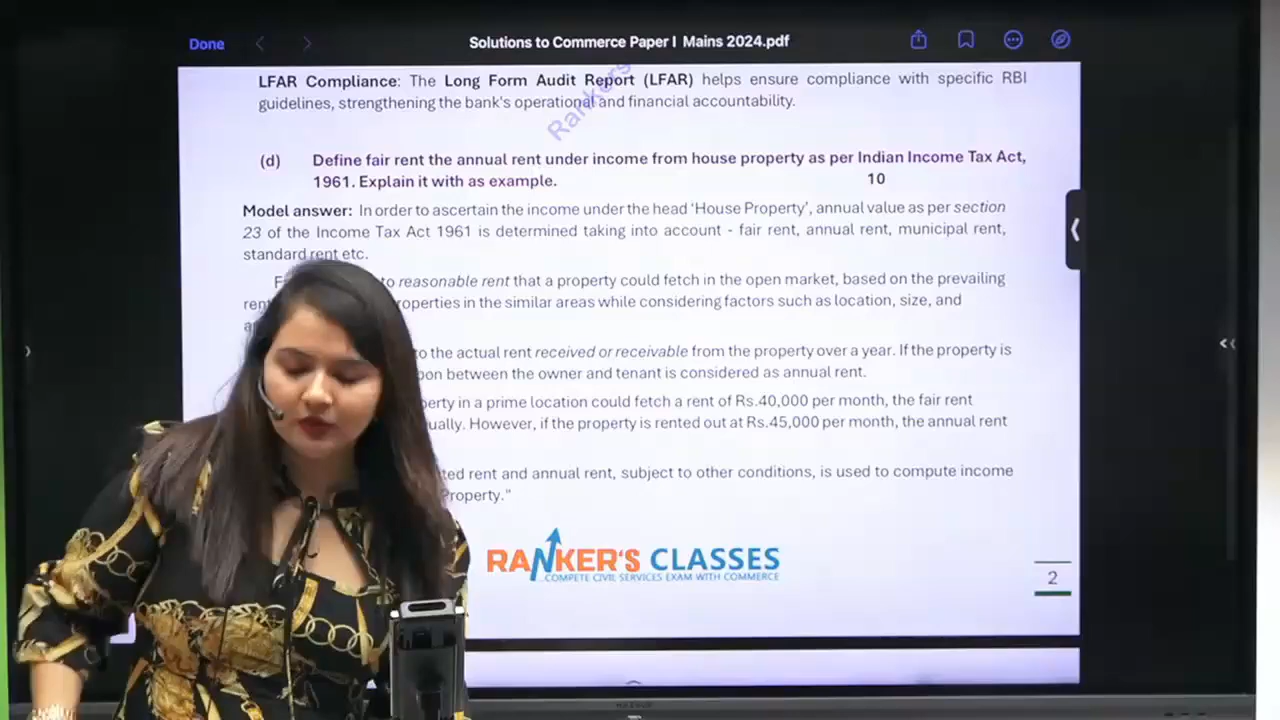 Done
Solutions to Commerce Paper I Mains 2024.pdf
LFAR Compliance: The Long Form Audit Report (LFAR) helps ensure compliance with specific RBI
guidelines, strengthening the bank's operational and financial accountability.
Rankers
(d) Define fair rent the annual rent under income from house property as per Indian Income Tax Act,
1961. Explain it with as example. 10
Model answer: In order to ascertain the income under the head 'House Property', annual value as per section
23 of the Income Tax Act 1961 is determined taking into account - fair rent, annual rent, municipal rent,
standard rent etc.
to reasonable rent that a property could fetch in the open market, based on the prevailing
properties in the similar areas while considering factors such as location, size, and
to the actual rent received or receivable from the property over a year. If the property is
between the owner and tenant is considered as annual rent.
in a prime location could fetch a rent of Rs.40,000 per month, the fair rent
However, if the property is rented out at Rs.45,000 per month, the annual rent
rent and annual rent, subject to other conditions, is used to compute income
Property."
RANKER'S CLASSES
...COMPETE CIVIL SERVICES EXAM WITH COMMERCE
2